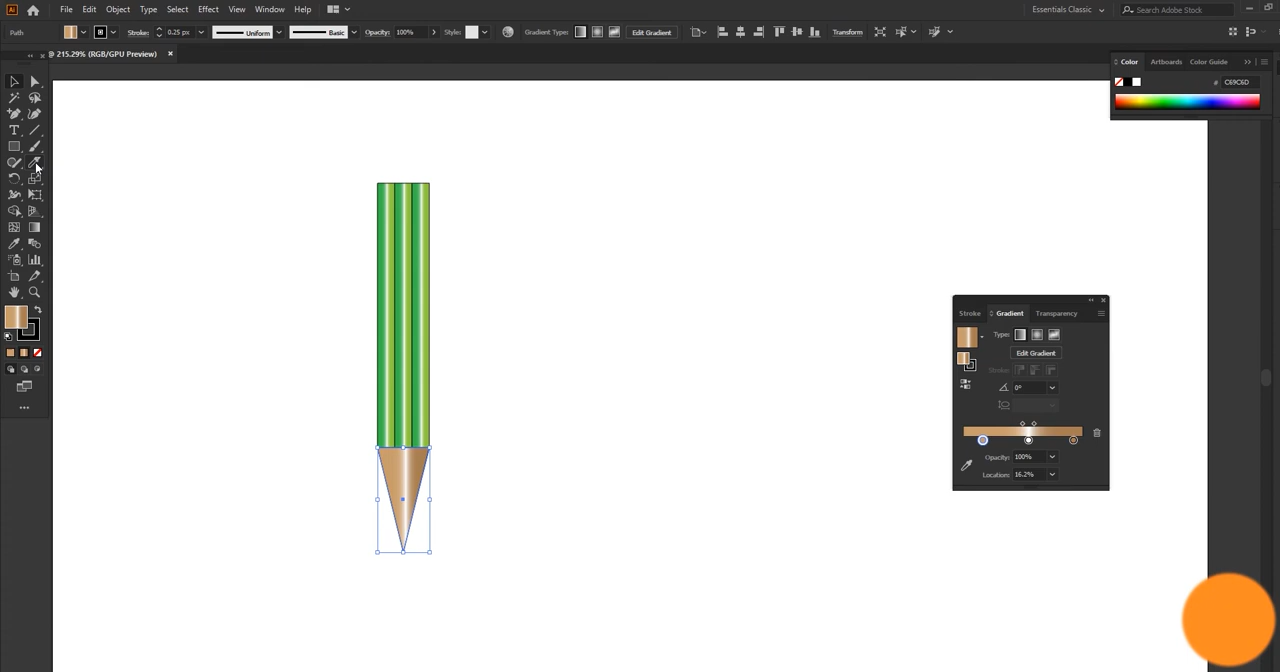 Ai File Edit Object Type Select Effect View Window Help Essentials Classic Search Adobe Stock
Path Stroke: 0.25 px Uniform Basic Opacity: 100% Style: Gradient Type: Edit Gradient Transform
@ 215.29% (RGB/GPU Preview)
Color Artboards Color Guide
# C69C6D
T
Stroke Gradient Transparency
Type:
Edit Gradient
Stroke:
0°
Opacity: 100%
Location: 16.2%